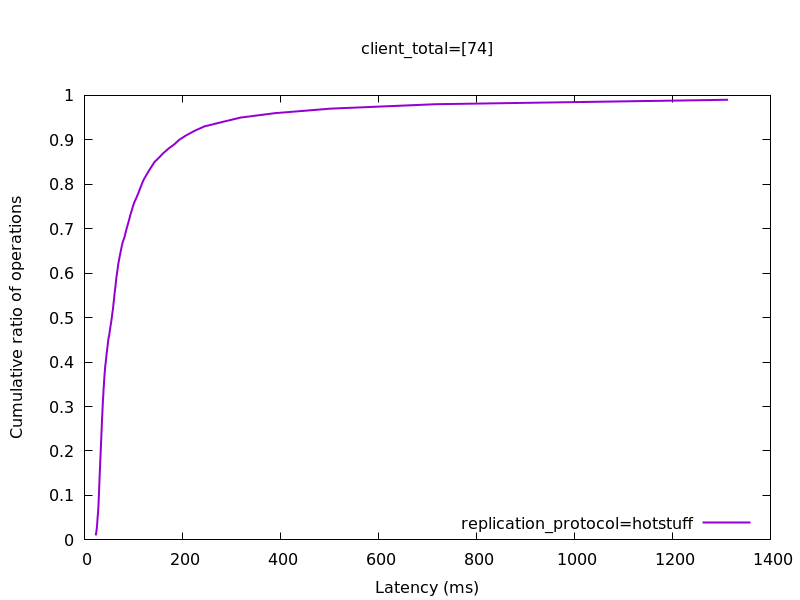 client_total=[74]
1
0.9
0.8
0.7
0.6
0.5
0.4
0.3
0.2
0.1
0
Cumulative ratio of operations
replication_protocol=hotstuff
0 200 400 600 800 1000 1200 1400
Latency (ms)